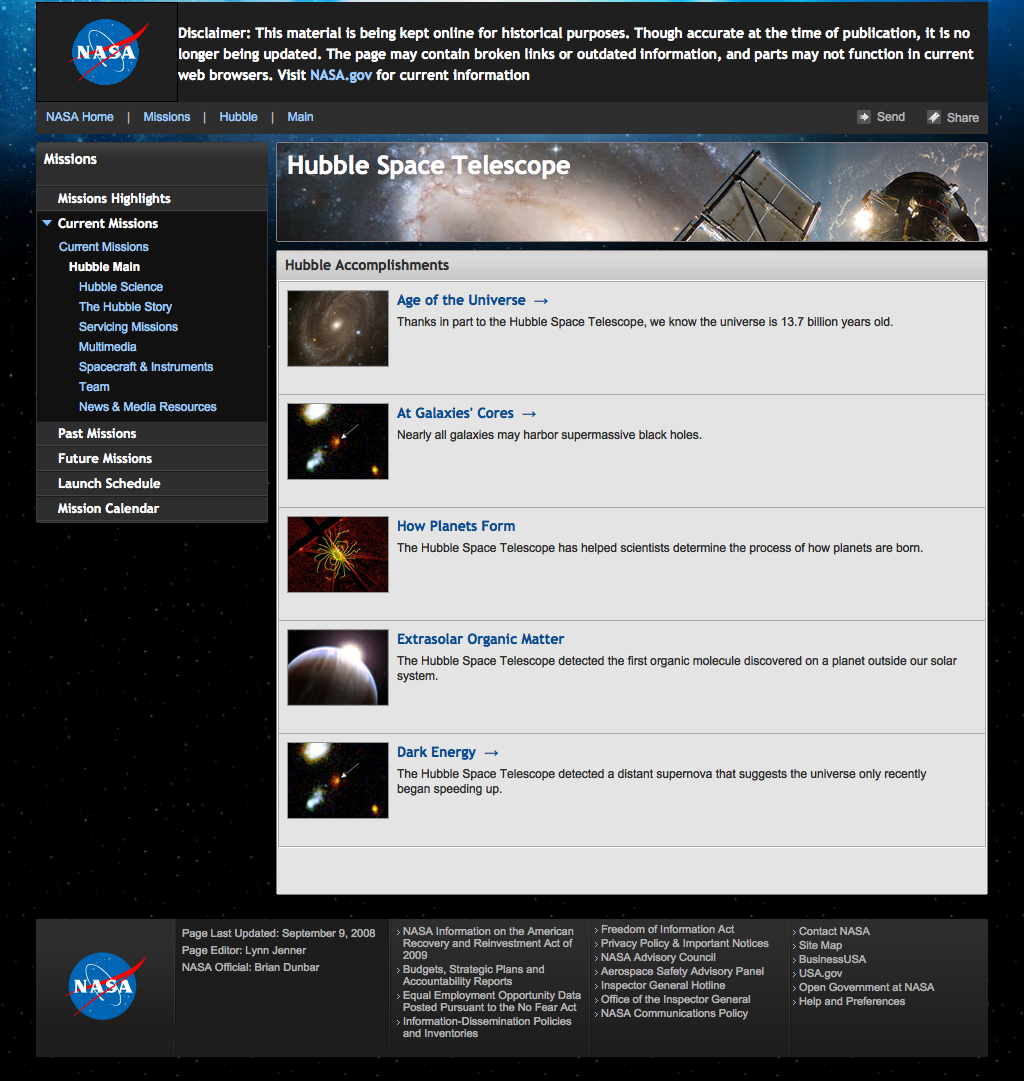 NASA
Disclaimer: This material is being kept online for historical purposes. Though accurate at the time of publication, it is no
longer being updated. The page may contain broken links or outdated information, and parts may not function in current
web browsers. Visit NASA.gov for current information
NASA Home | Missions | Hubble | Main
Send
Share
Missions
Missions Highlights
Current Missions
Current Missions
Hubble Main
Hubble Science
The Hubble Story
Servicing Missions
Multimedia
Spacecraft & Instruments
Team
News & Media Resources
Past Missions
Future Missions
Launch Schedule
Mission Calendar
Hubble Space Telescope
Hubble Accomplishments
Age of the Universe →
Thanks in part to the Hubble Space Telescope, we know the universe is 13.7 billion years old.
At Galaxies' Cores →
Nearly all galaxies may harbor supermassive black holes.
How Planets Form
The Hubble Space Telescope has helped scientists determine the process of how planets are born.
Extrasolar Organic Matter
The Hubble Space Telescope detected the first organic molecule discovered on a planet outside our solar
system.
Dark Energy →
The Hubble Space Telescope detected a distant supernova that suggests the universe only recently
began speeding up.
NASA
Page Last Updated: September 9, 2008
Page Editor: Lynn Jenner
NASA Official: Brian Dunbar
› NASA Information on the American
Recovery and Reinvestment Act of
2009
› Budgets, Strategic Plans and
Accountability Reports
› Equal Employment Opportunity Data
Posted Pursuant to the No Fear Act
› Information-Dissemination Policies
and Inventories
› Freedom of Information Act
› Privacy Policy & Important Notices
› NASA Advisory Council
› Aerospace Safety Advisory Panel
› Inspector General Hotline
› Office of the Inspector General
› NASA Communications Policy
› Contact NASA
› Site Map
› BusinessUSA
› USA.gov
› Open Government at NASA
› Help and Preferences